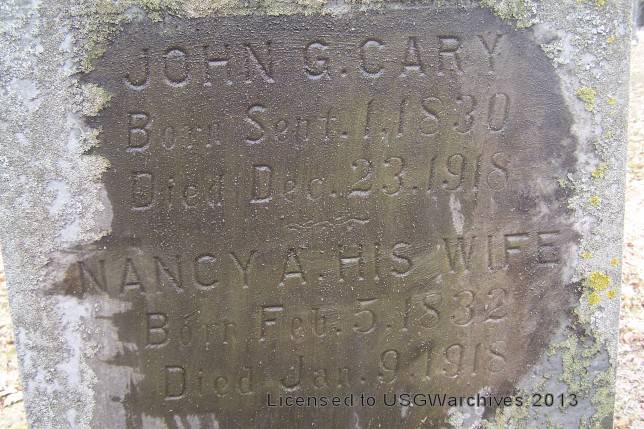 JOHN G. CARY
Born Sept. 1, 1830
Died Dec. 23, 1918
NANCY A. HIS WIFE
Born Feb. 5, 1832
Died Jan. 9, 1918
Licensed to USGWarchives 2013